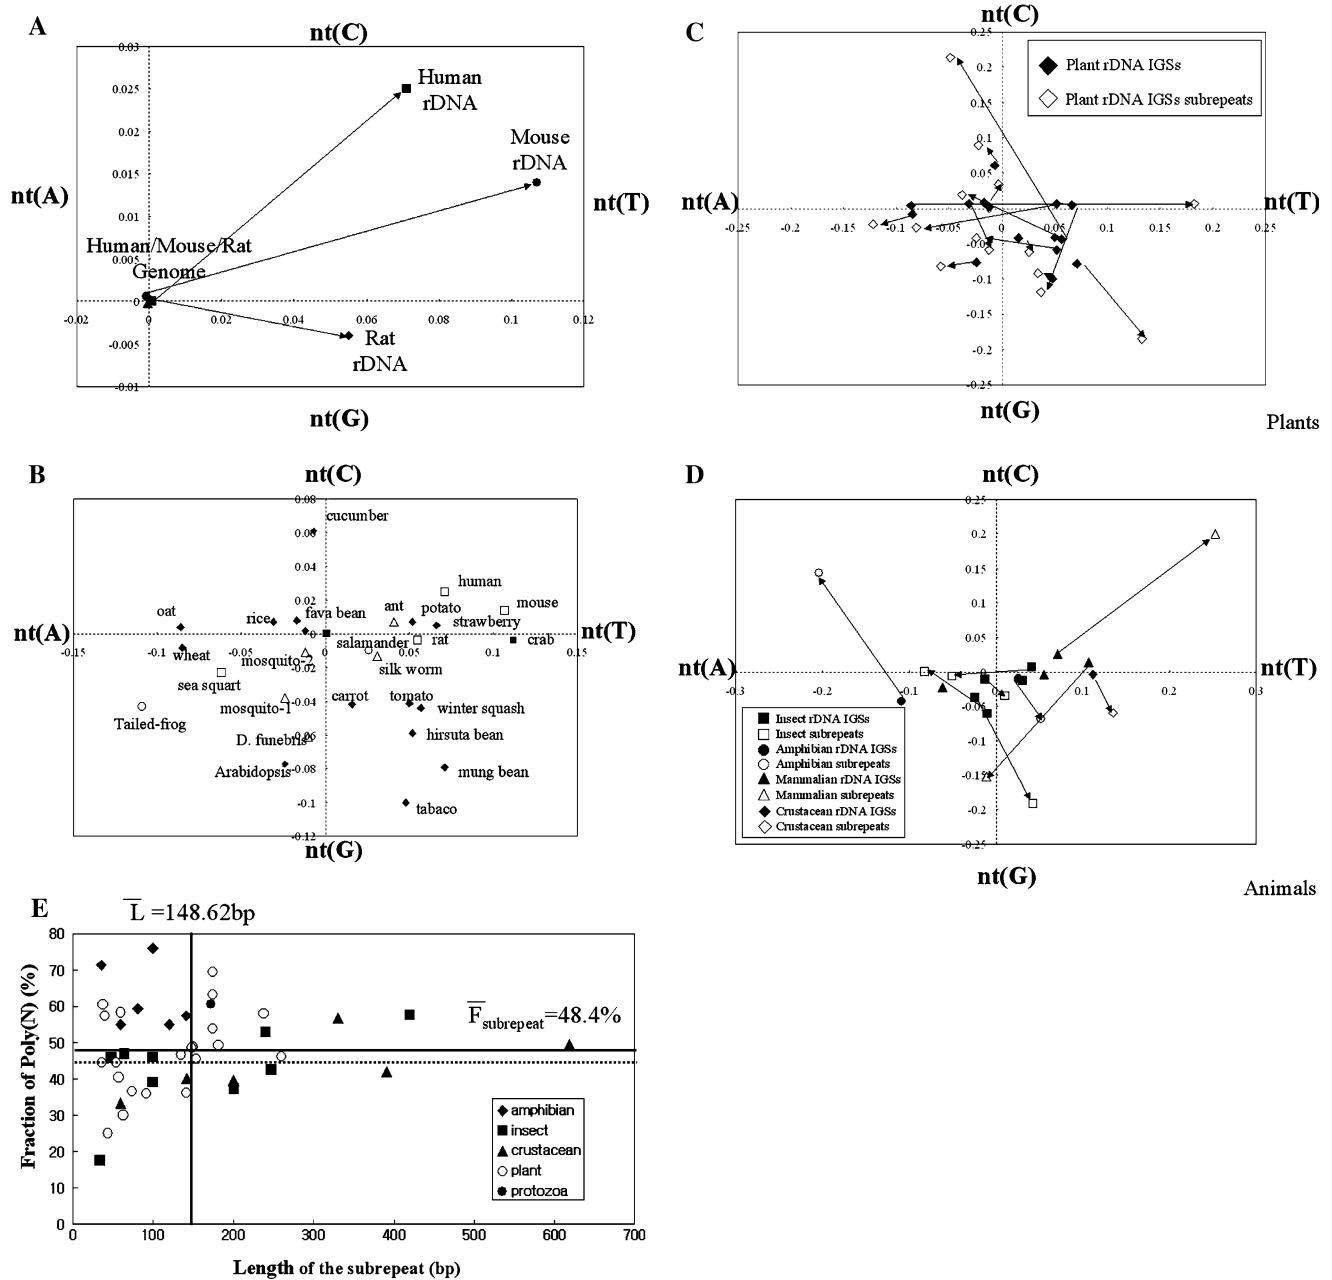 A
nt(C)
0.03
0.025
0.02
0.015
0.01
0.005
0
-0.005
-0.01
-0.02
0
0.02
0.04
0.06
0.08
0.1
0.12
Human
rDNA
Mouse
rDNA
nt(A)
nt(T)
Human/Mouse/Rat
Genome
Rat
rDNA
nt(G)
C
nt(C)
0.25
0.2
0.15
0.1
0.05
-0.05
-0.1
-0.15
-0.2
-0.25
Plant rDNA IGSs
Plant rDNA IGSs subrepeats
nt(A)
nt(T)
-0.25
-0.2
-0.15
-0.1
-0.05
0.05
0.1
0.15
0.2
0.25
nt(G)
Plants
B
nt(C)
0.08
0.06
0.04
0.02
0
-0.02
-0.04
-0.06
-0.08
-0.1
-0.12
cucumber
human
mouse
oat
rice
fava bean
ant
potato
strawberry
nt(A)
nt(T)
-0.15
-0.1
-0.05
0
0.05
0.1
0.15
salamander
rat
crab
wheat
mosquito-2
silk worm
sea squart
mosquito-1
carrot
tomato
winter squash
Tailed-frog
D. funebris
hirsuta bean
Arabidopsis
mung bean
tabaco
nt(G)
D
nt(C)
0.25
0.2
0.15
0.1
0.05
0
-0.05
-0.1
-0.15
-0.2
-0.25
nt(A)
nt(T)
-0.3
-0.2
-0.1
0
0.1
0.2
0.3
Insect rDNA IGSs
Insect subrepeats
Amphibian rDNA IGSs
Amphibian subrepeats
Mammalian rDNA IGSs
Mammalian subrepeats
Crustacean rDNA IGSs
Crustacean subrepeats
nt(G)
Animals
E
L =148.62bp
80
70
60
50
40
30
20
10
0
Fraction of Poly(N) (%)
Fsubrepeat=48.4%
amphibian
insect
crustacean
plant
protozoa
0
100
200
300
400
500
600
700
Length of the subrepeat (bp)